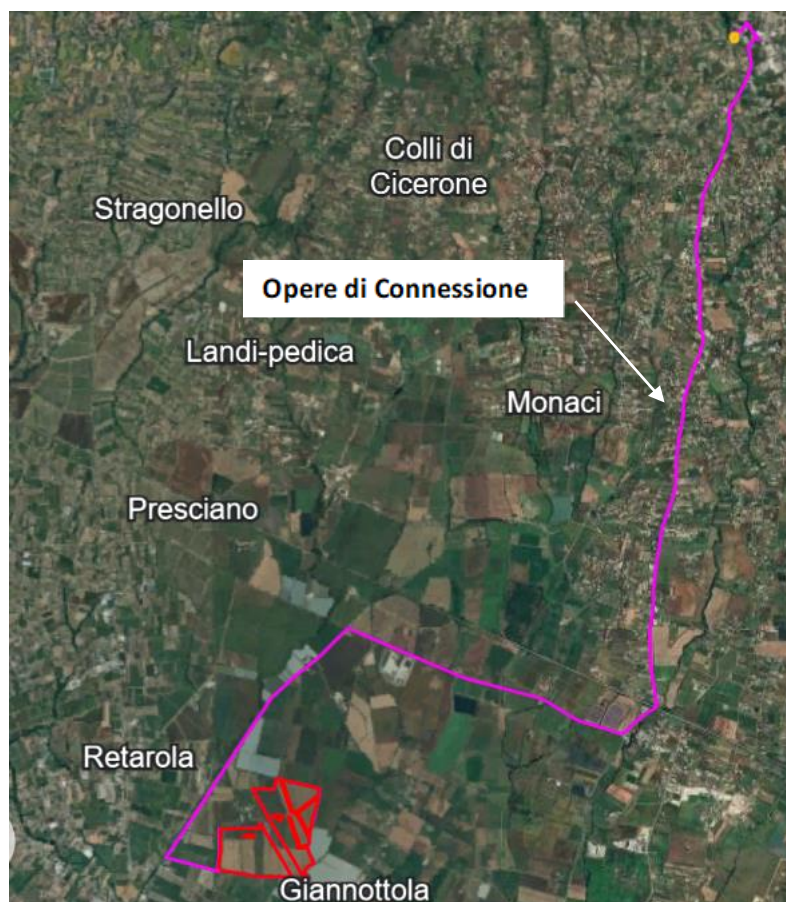 Colli di
Cicerone
Stragonello
Opere di Connessione
Landi-pedica
Monaci
Presciano
Retarola
Giannottola